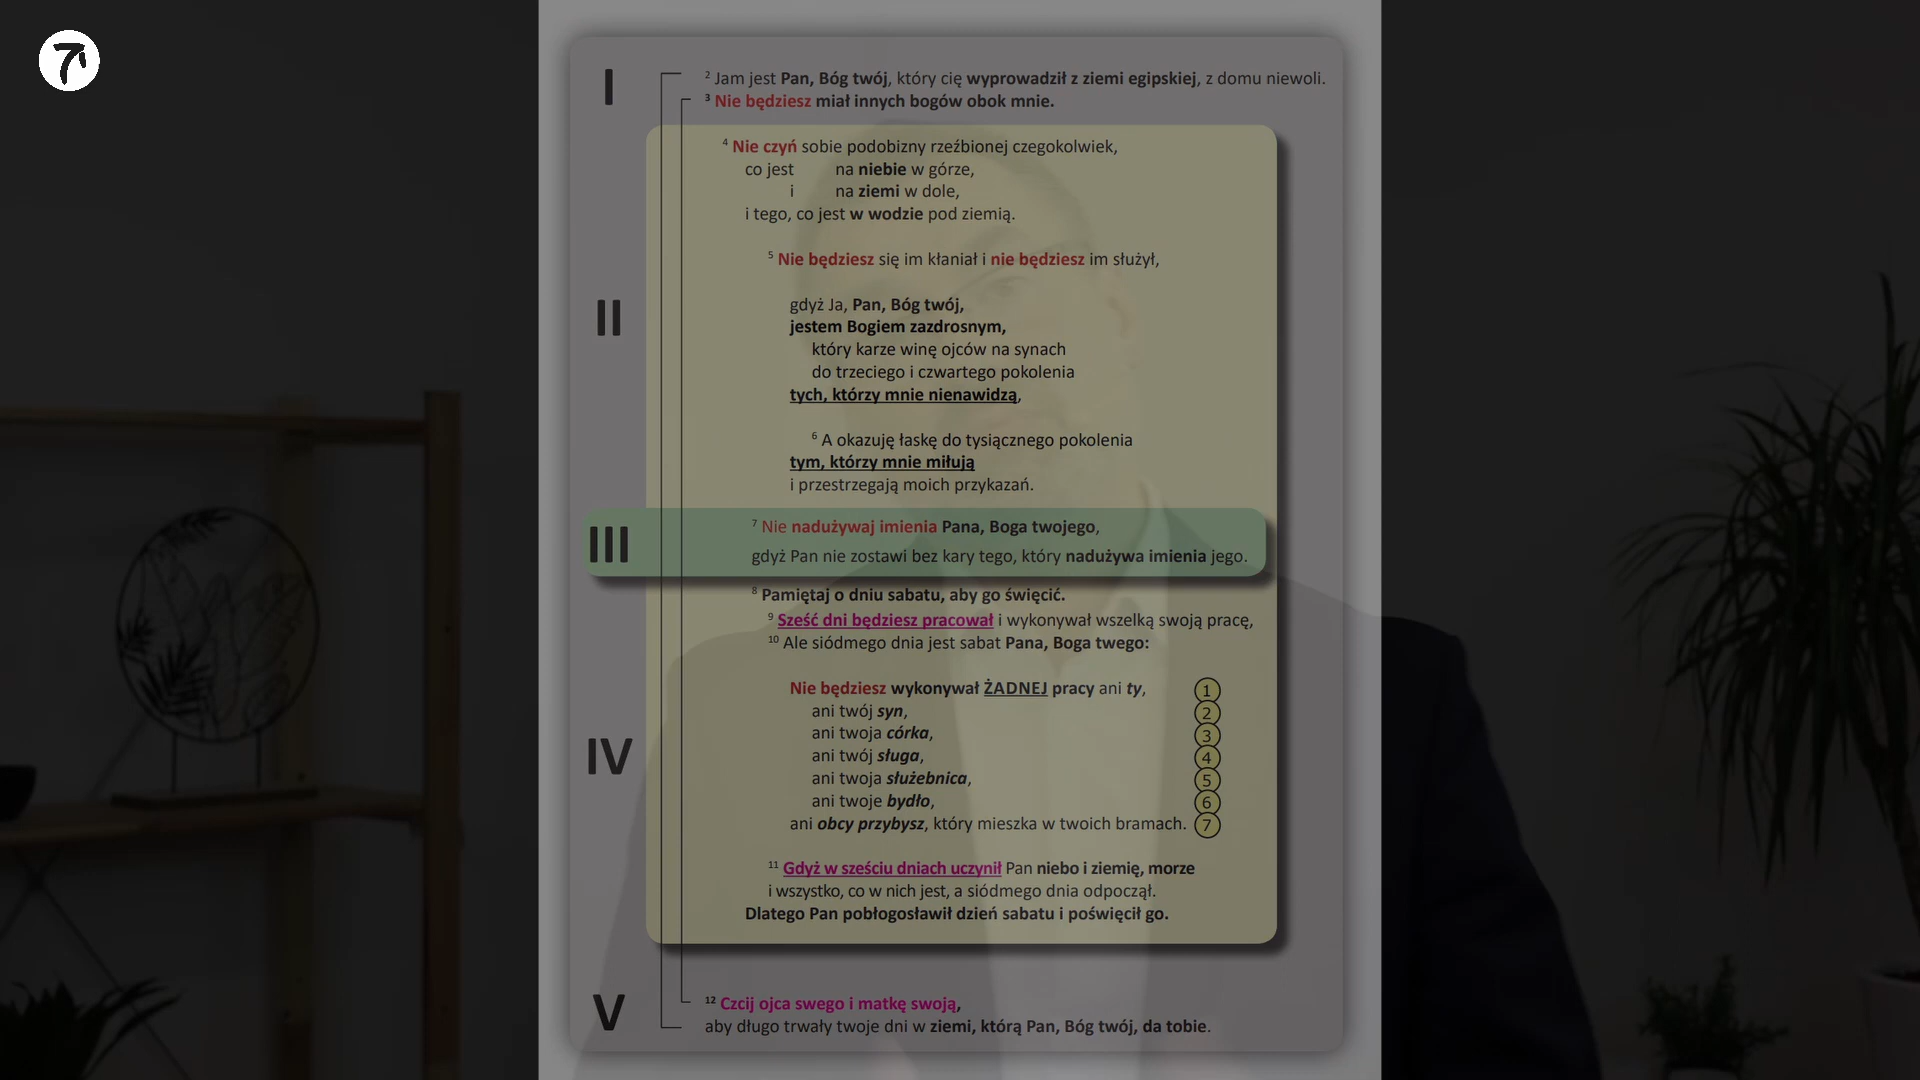 7
I
2 Jam jest Pan, Bóg twój, który cię wyprowadził z ziemi egipskiej, z domu niewoli.
3 Nie będziesz miał innych bogów obok mnie.
4 Nie czyń sobie podobizny rzeźbionej czegokolwiek,
co jest na niebie w górze,
i na ziemi w dole,
i tego, co jest w wodzie pod ziemią.
5 Nie będziesz się im kłaniał i nie będziesz im służył,
II
gdyż Ja, Pan, Bóg twój,
jestem Bogiem zazdrosnym,
który karze winę ojców na synach
do trzeciego i czwartego pokolenia
tych, którzy mnie nienawidzą,
6 A okazuję łaskę do tysiącznego pokolenia
tym, którzy mnie miłują
i przestrzegają moich przykazań.
III
7 Nie nadużywaj imienia Pana, Boga twojego,
gdyż Pan nie zostawi bez kary tego, który nadużywa imienia jego.
8 Pamiętaj o dniu sabatu, aby go święcić.
9 Sześć dni będziesz pracował i wykonywał wszelką swoją pracę,
10 Ale siódmego dnia jest sabat Pana, Boga twego:
IV
Nie będziesz wykonywał ŻADNEJ pracy ani ty, 1
ani twój syn, 2
ani twoja córka, 3
ani twój sługa, 4
ani twoja służebnica, 5
ani twoje bydło, 6
ani obcy przybysz, który mieszka w twoich bramach. 7
11 Gdyż w sześciu dniach uczynił Pan niebo i ziemię, morze
i wszystko, co w nich jest, a siódmego dnia odpoczął.
Dlatego Pan pobłogosławił dzień sabatu i poświęcił go.
V
12 Czcij ojca swego i matkę swoją,
aby długo trwały twoje dni w ziemi, którą Pan, Bóg twój, da tobie.